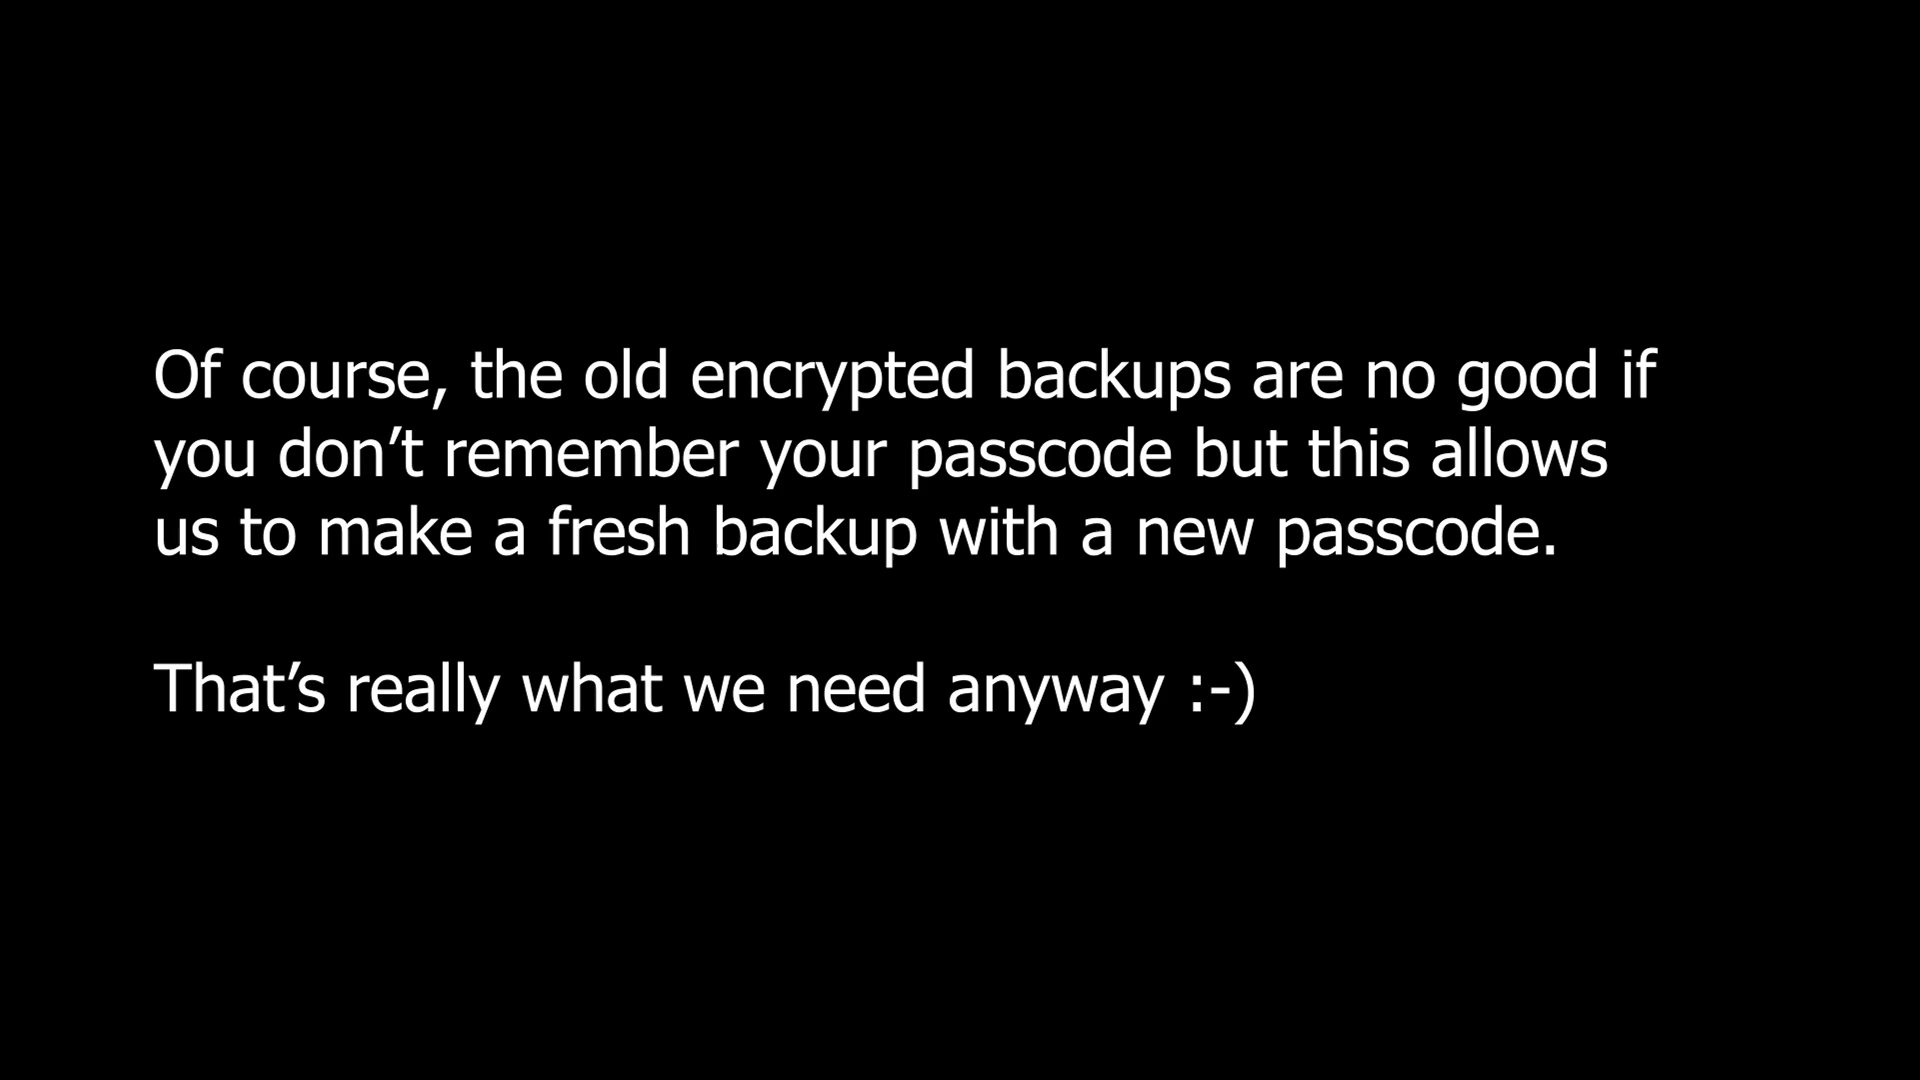 Of course, the old encrypted backups are no good if
you don’t remember your passcode but this allows
us to make a fresh backup with a new passcode.
That’s really what we need anyway :-)